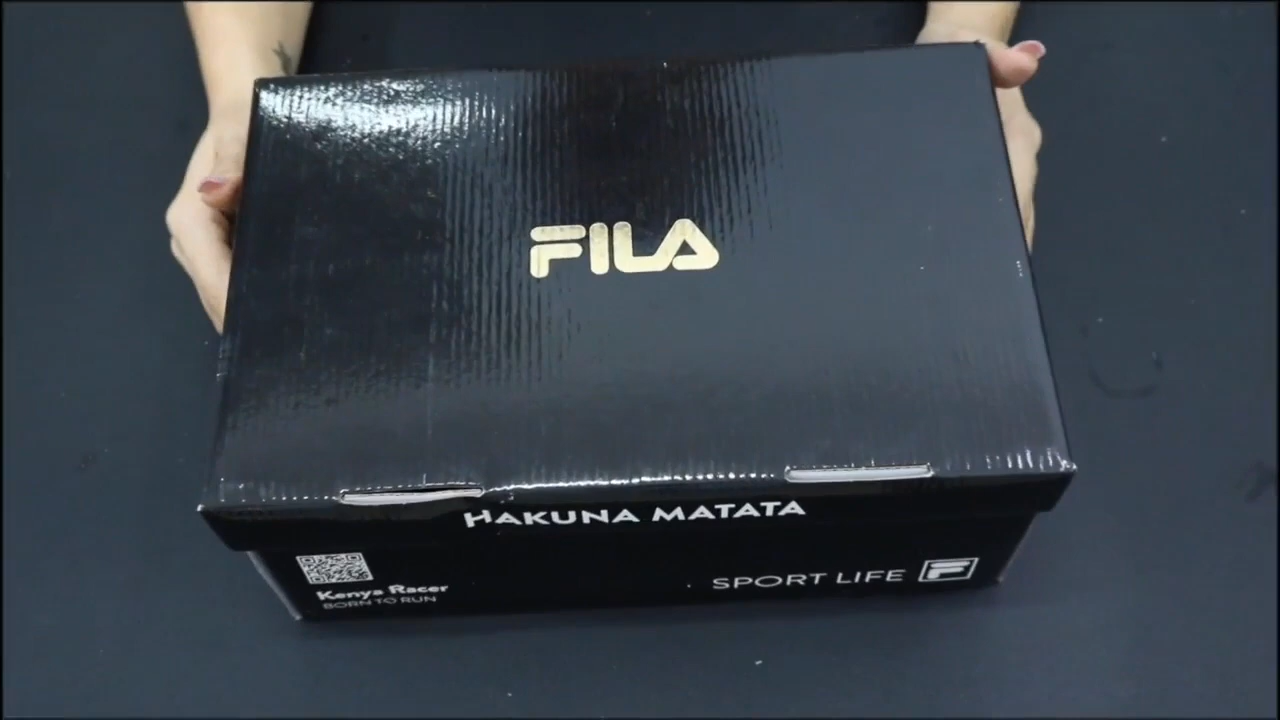 FILA
HAKUNA MATATA
Kenya Racer
BORN TO RUN
SPORT LIFE F